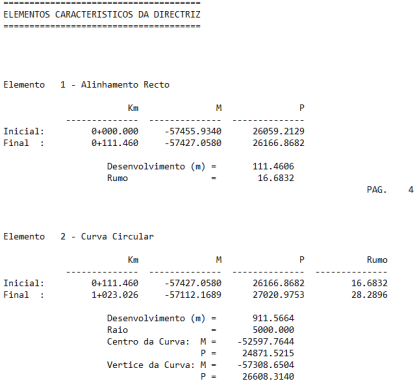 =======================================
ELEMENTOS CARACTERISTICOS DA DIRECTRIZ
=======================================
Elemento 1 - Alinhamento Recto
Km M P
-------------- -------------- --------------
Inicial: 0+000.000 -57455.9340 26059.2129
Final : 0+111.460 -57427.0580 26166.8682
Desenvolvimento (m) = 111.4606
Rumo = 16.6832
PAG. 4
Elemento 2 - Curva Circular
Km M P Rumo
-------------- -------------- -------------- --------------
Inicial: 0+111.460 -57427.0580 26166.8682 16.6832
Final : 1+023.026 -57112.1689 27020.9753 28.2896
Desenvolvimento (m) = 911.5664
Raio = 5000.000
Centro da Curva: M = -52597.7644
P = 24871.5215
Vertice da Curva: M = -57308.6504
P = 26608.3140